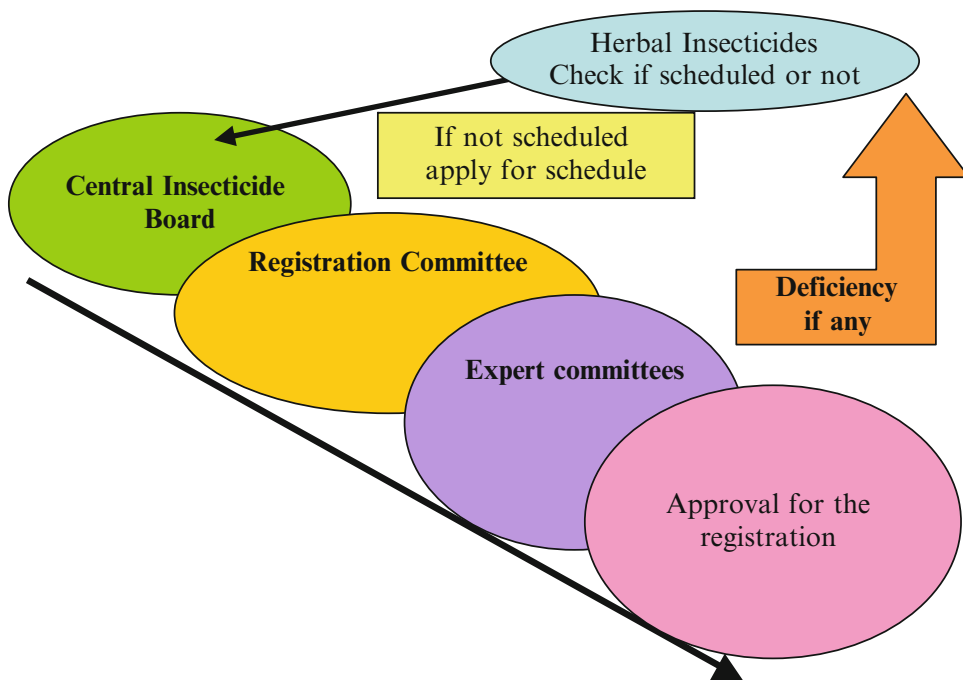 Herbal Insecticides
Check if scheduled or not
If not scheduled
apply for schedule
Central Insecticide
Board
Registration Committee
Deficiency
if any
Expert committees
Approval for the
registration